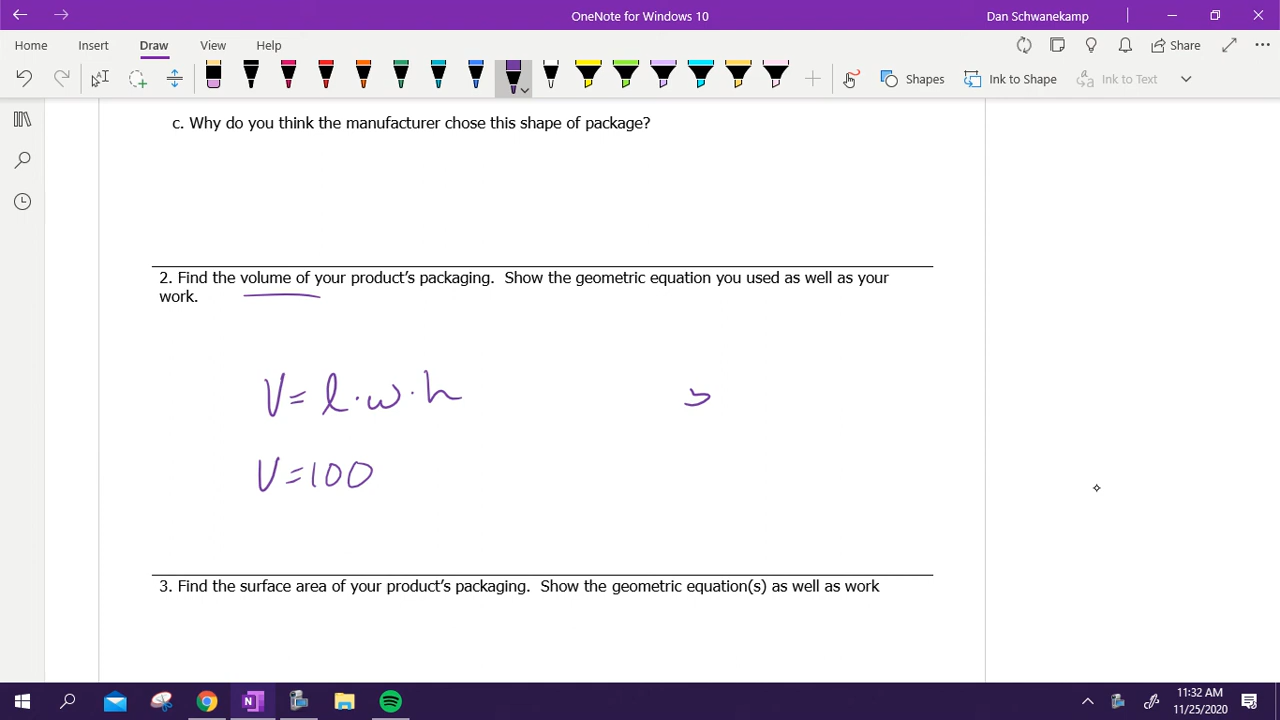 OneNote for Windows 10
Dan Schwanekamp
Home Insert Draw View Help
Share
Shapes Ink to Shape Ink to Text
c. Why do you think the manufacturer chose this shape of package?
2. Find the volume of your product's packaging. Show the geometric equation you used as well as your
work.
V = l · w · h
V = 100
3. Find the surface area of your product's packaging. Show the geometric equation(s) as well as work
11:32 AM
11/25/2020